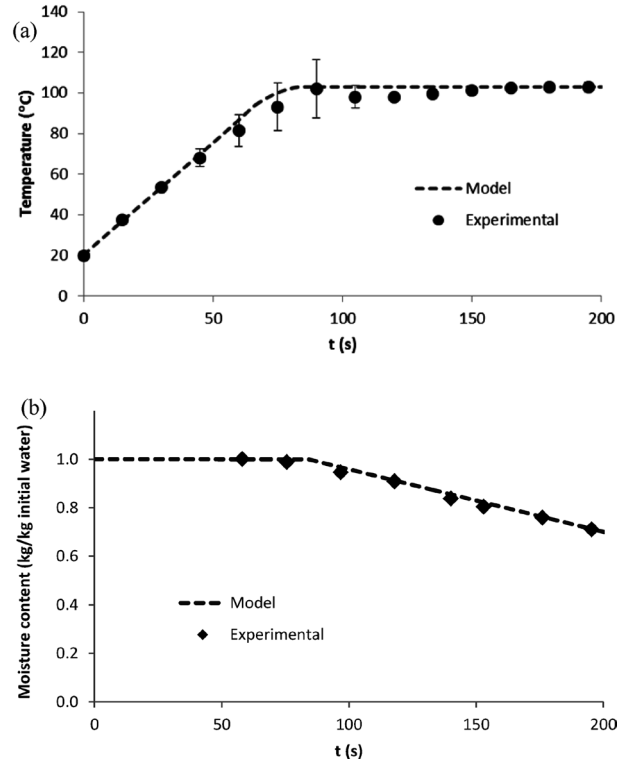 (a)
140
120
100
80
60
40
20
0
Temperature (°C)
Model
Experimental
0 50 100 150 200
t (s)
(b)
1.0
0.8
0.6
0.4
0.2
0.0
Moisture content (kg/kg initial water)
Model
Experimental
0 50 100 150 200
t (s)